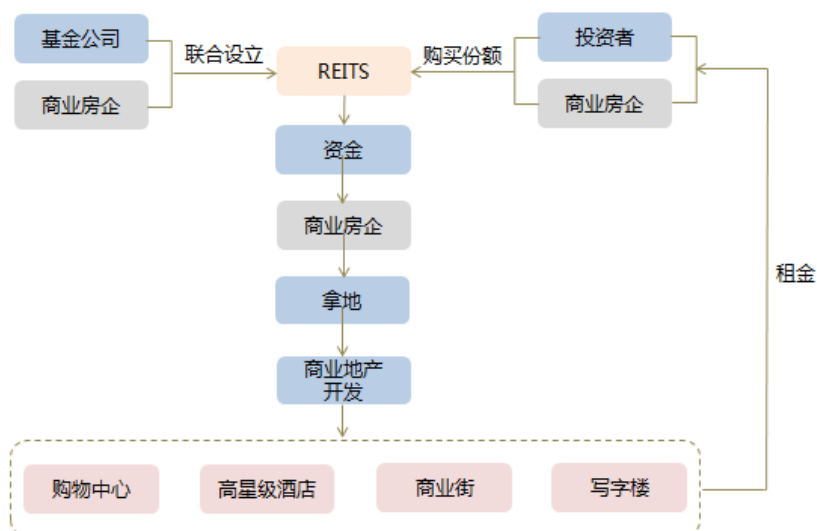 基金公司
联合设立
商业房企
REITS
购买份额
投资者
商业房企
资金
商业房企
拿地
商业地产
开发
租金
购物中心
高星级酒店
商业街
写字楼